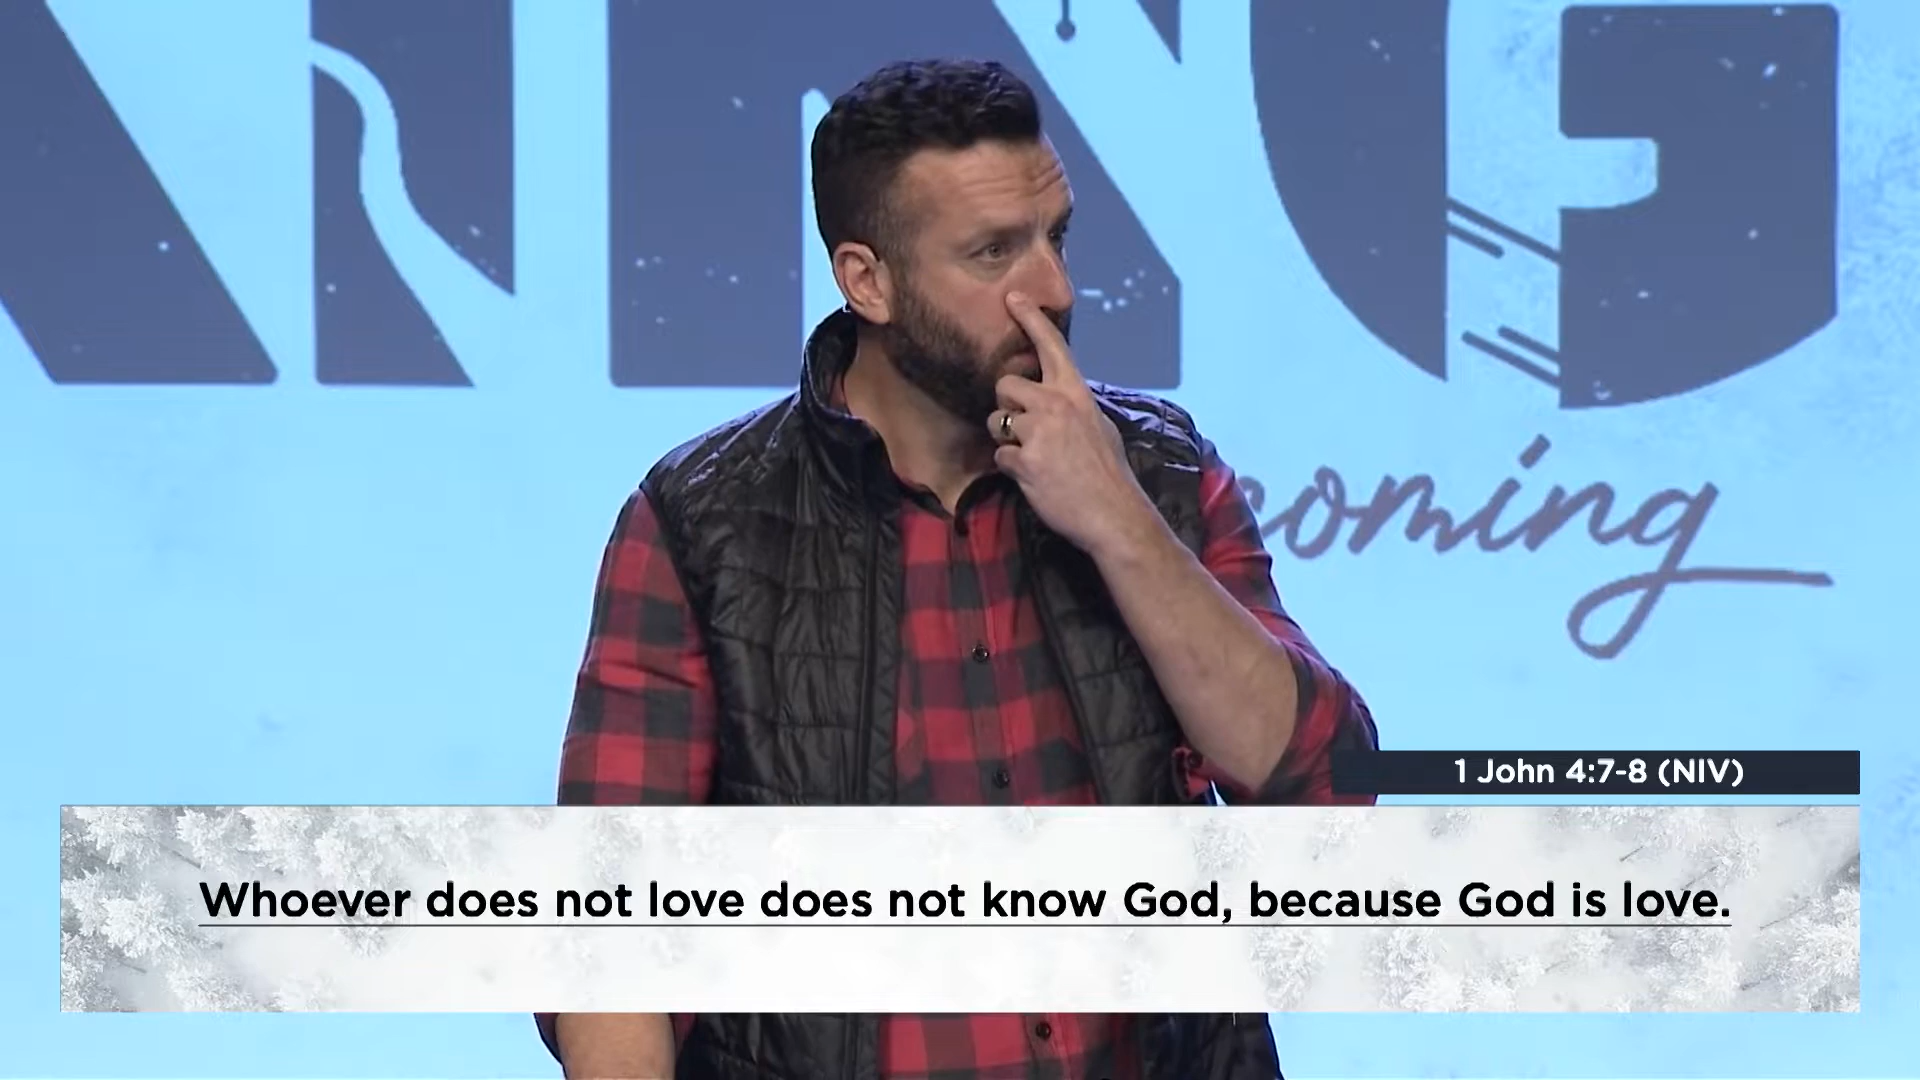 KING
coming
1 John 4:7-8 (NIV)
Whoever does not love does not know God, because God is love.